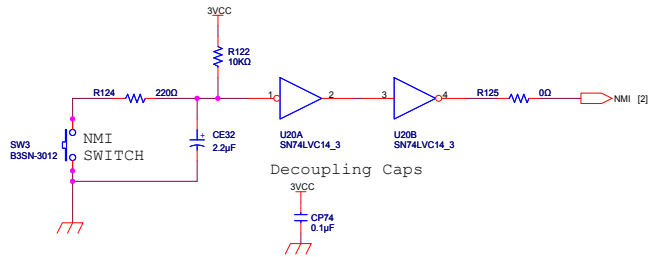 3VCC
R122
10KΩ
R124 220Ω
1 2 3 4
R125 0Ω
NMI [2]
SW3
B3SN-3012
NMI
SWITCH
+
CE32
2.2µF
U20A
SN74LVC14_3
U20B
SN74LVC14_3
Decoupling Caps
3VCC
CP74
0.1µF